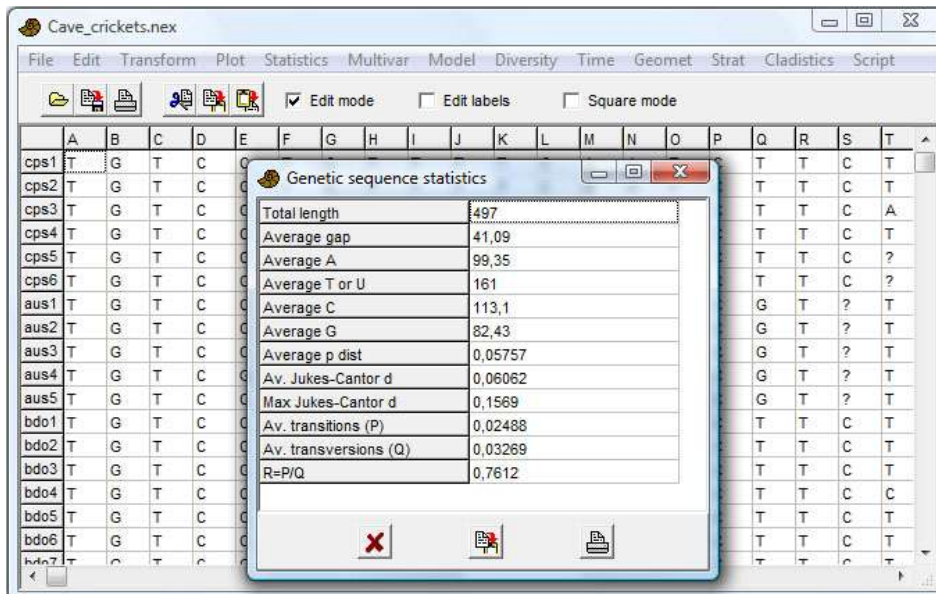 Cave_crickets.nex
File Edit Transform Plot Statistics Multivar Model Diversity Time Geomet Strat Cladistics Script
Edit mode Edit labels Square mode
A B C D E F G H I J K L M N O P Q R S T
cps1 T G T C T T C T
cps2 T G T C T T C T
cps3 T G T C T T C A
cps4 T G T C T T C T
cps5 T G T C T T C ?
cps6 T G T C T T C ?
aus1 T G T C G T ? T
aus2 T G T C G T ? T
aus3 T G T C G T ? T
aus4 T G T C G T ? T
aus5 T G T C G T ? T
bdo1 T G T C T T C T
bdo2 T G T C T T C T
bdo3 T G T C T T C T
bdo4 T G T C T T C C
bdo5 T G T C T T C T
bdo6 T G T C T T C T
bdo7 T G T C T T C T
Genetic sequence statistics
Total length 497
Average gap 41,09
Average A 99,35
Average T or U 161
Average C 113,1
Average G 82,43
Average p dist 0,05757
Av. Jukes-Cantor d 0,06062
Max Jukes-Cantor d 0,1569
Av. transitions (P) 0,02488
Av. transversions (Q) 0,03269
R=P/Q 0,7612